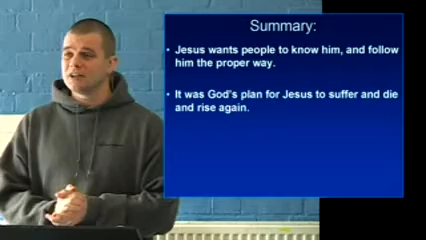 Summary:
• Jesus wants people to know him, and follow
him the proper way.
• It was God's plan for Jesus to suffer and die
and rise again.